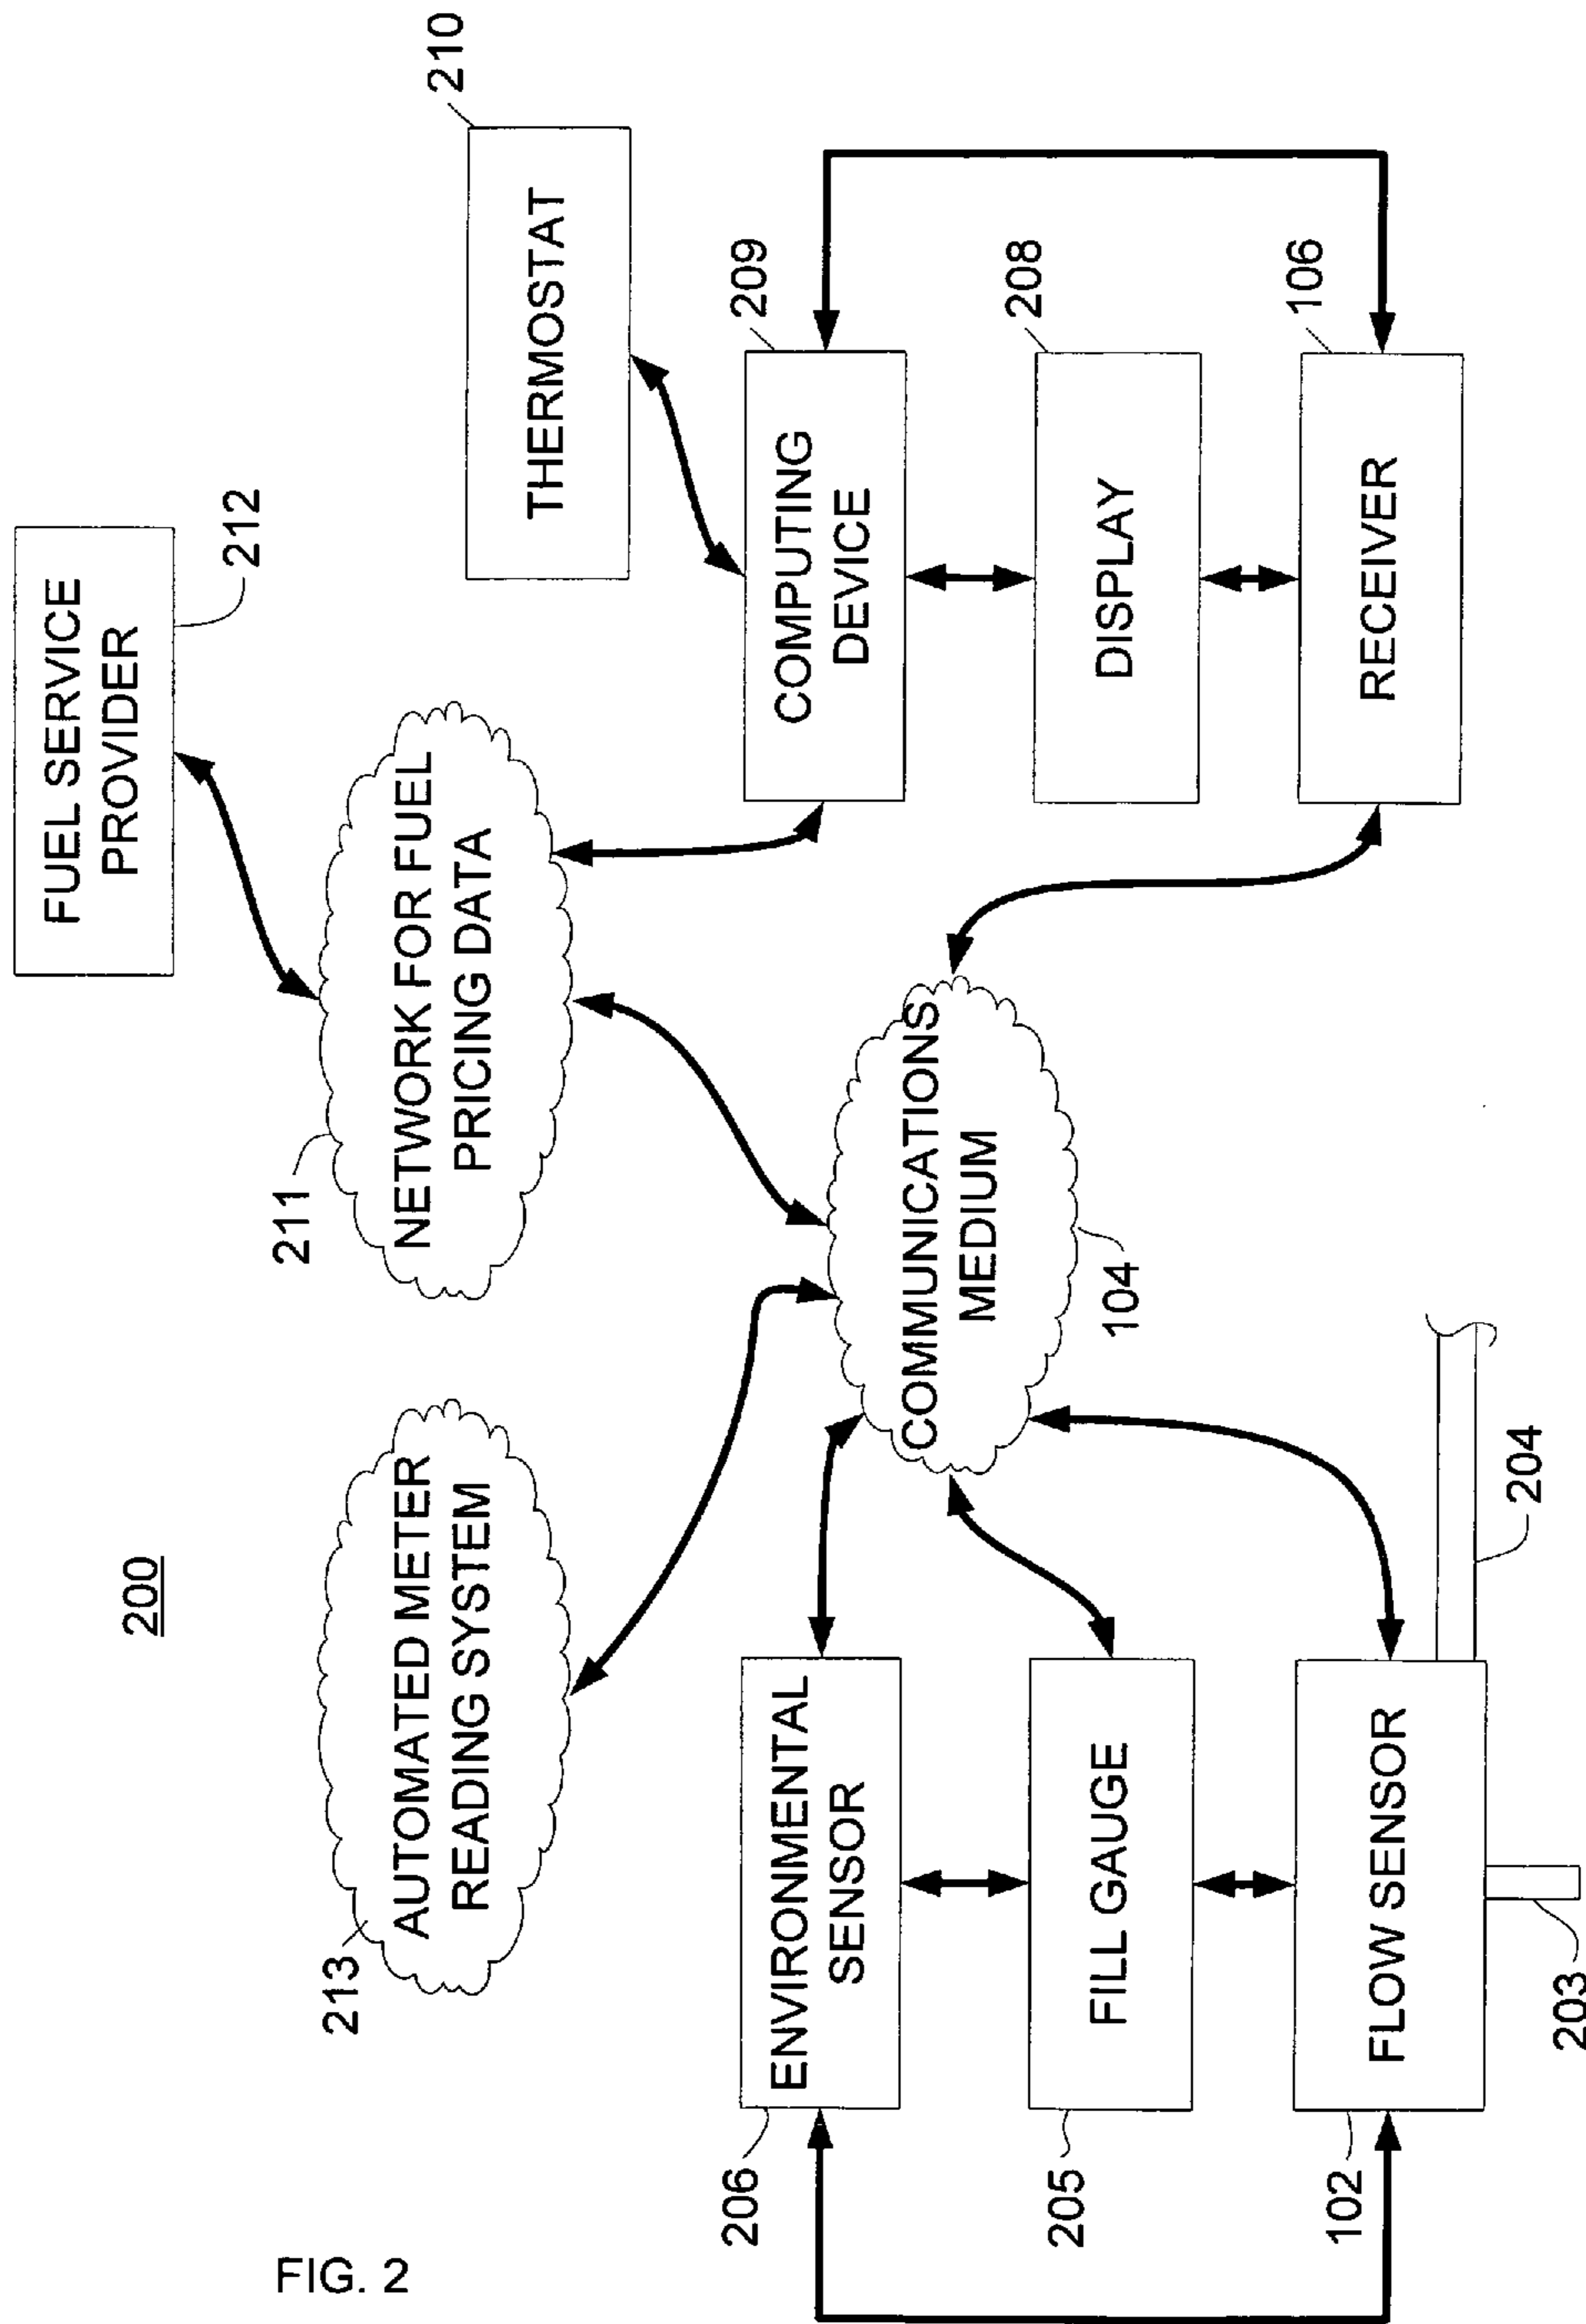 200
FUEL SERVICE
PROVIDER
212
AUTOMATED METER
READING SYSTEM
213
NETWORK FOR FUEL
PRICING DATA
211
THERMOSTAT
210
ENVIRONMENTAL
SENSOR
206
COMPUTING
DEVICE
209
COMMUNICATIONS
MEDIUM
104
FILL GAUGE
205
DISPLAY
208
FLOW SENSOR
102
RECEIVER
106
204
203
FIG. 2